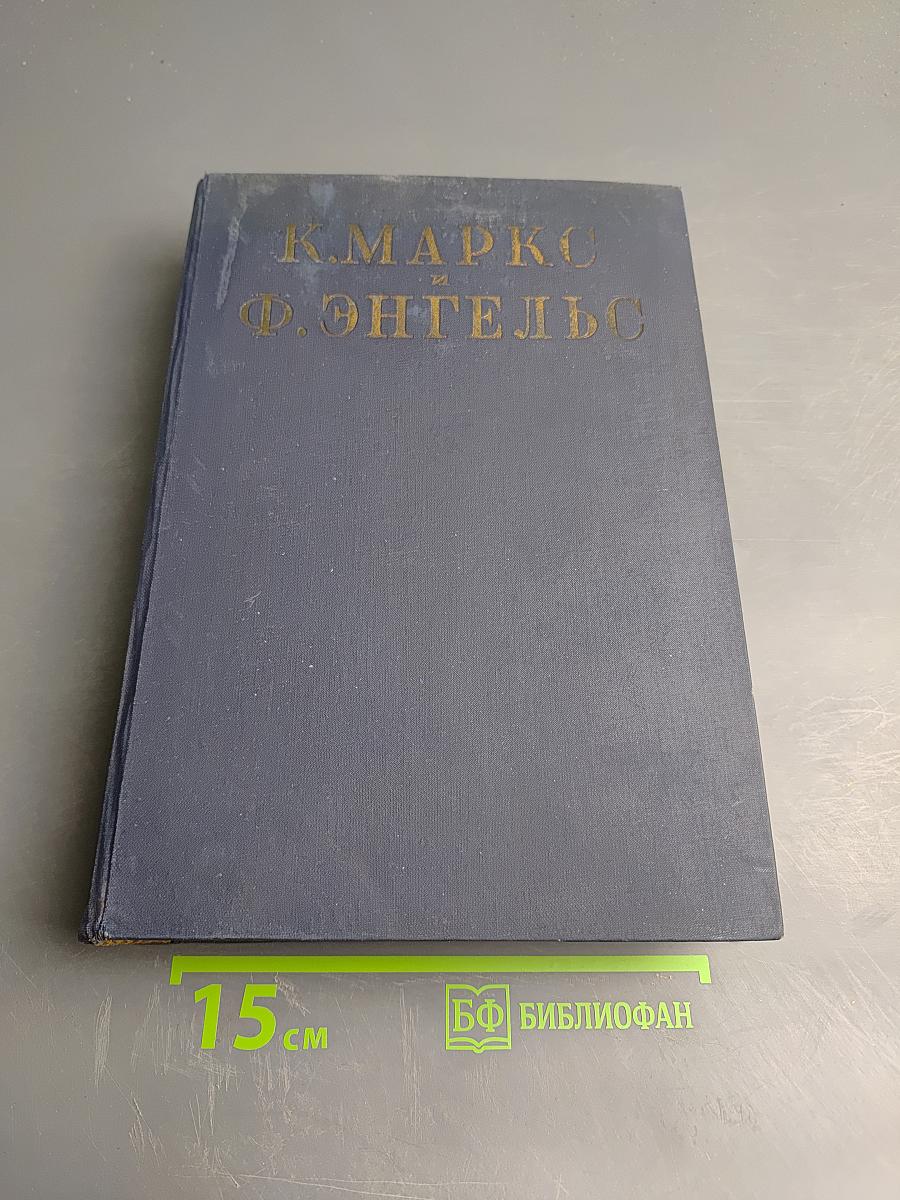 К. МАРКС
и
Ф. ЭНГЕЛЬС
15 см
БФ БИБЛИОФАН